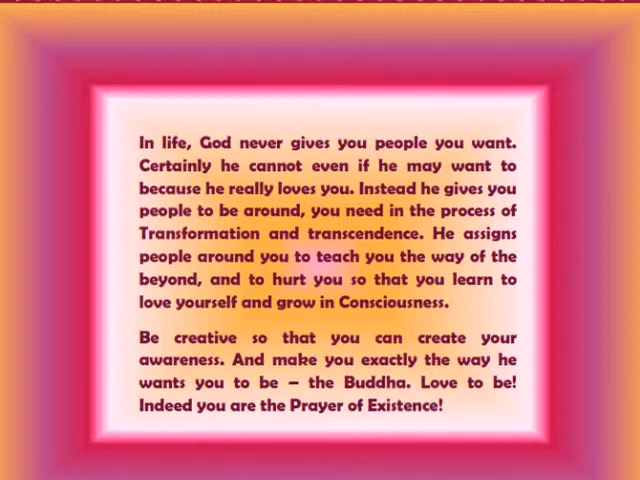 In life, God never gives you people you want.
Certainly he cannot even if he may want to
because he really loves you. Instead he gives you
people to be around, you need in the process of
Transformation and transcendence. He assigns
people around you to teach you the way of the
beyond, and to hurt you so that you learn to
love yourself and grow in Consciousness.
Be creative so that you can create your
awareness. And make you exactly the way he
wants you to be – the Buddha. Love to be!
Indeed you are the Prayer of Existence!